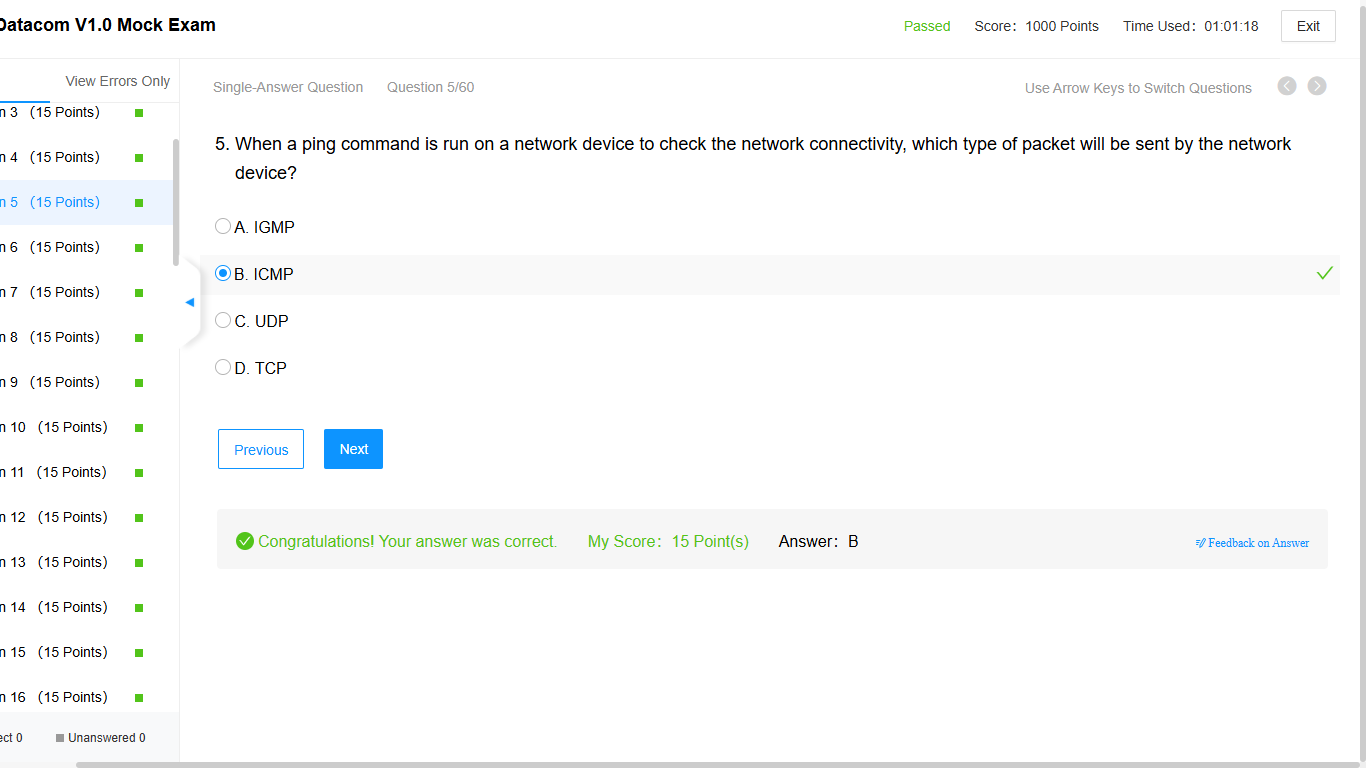 Datacom V1.0 Mock Exam
Passed Score： 1000 Points Time Used： 01:01:18 Exit
View Errors Only
Single-Answer Question Question 5/60 Use Arrow Keys to Switch Questions
n 3 (15 Points)
n 4 (15 Points)
n 5 (15 Points)
n 6 (15 Points)
n 7 (15 Points)
n 8 (15 Points)
n 9 (15 Points)
n 10 (15 Points)
n 11 (15 Points)
n 12 (15 Points)
n 13 (15 Points)
n 14 (15 Points)
n 15 (15 Points)
n 16 (15 Points)
ect 0 Unanswered 0
5. When a ping command is run on a network device to check the network connectivity, which type of packet will be sent by the network
device?
A. IGMP
B. ICMP
C. UDP
D. TCP
Previous Next
Congratulations! Your answer was correct. My Score： 15 Point(s) Answer： B Feedback on Answer